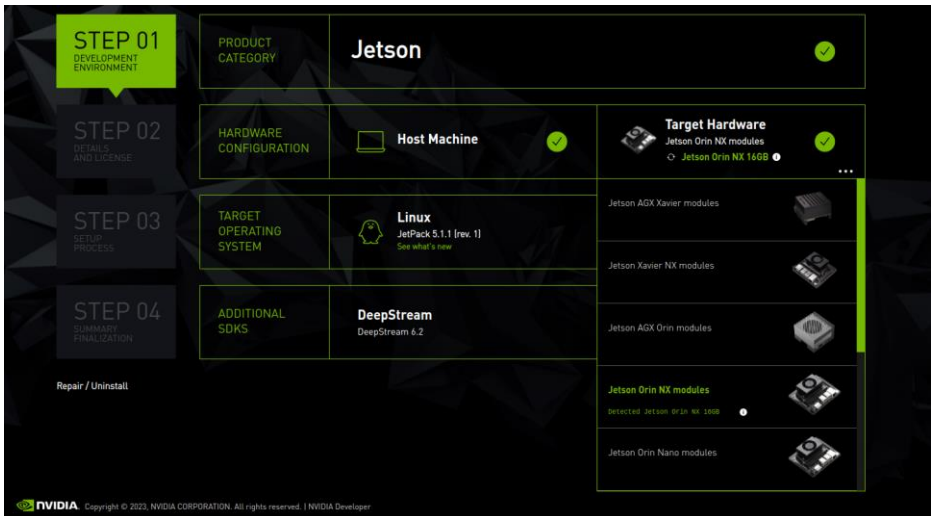 STEP 01
DEVELOPMENT
ENVIRONMENT
PRODUCT
CATEGORY
Jetson
STEP 02
DETAILS
AND LICENSE
HARDWARE
CONFIGURATION
Host Machine
Target Hardware
Jetson Orin NX modules
Jetson Orin NX 16GB
STEP 03
SETUP
PROCESS
TARGET
OPERATING
SYSTEM
Linux
JetPack 5.1.1 (rev. 1)
See what's new
STEP 04
SUMMARY
FINALIZATION
ADDITIONAL
SDKS
DeepStream
DeepStream 6.2
Jetson AGX Xavier modules
Jetson Xavier NX modules
Jetson AGX Orin modules
Jetson Orin NX modules
Detected Jetson Orin NX 16GB
Jetson Orin Nano modules
Repair / Uninstall
NVIDIA. Copyright © 2023, NVIDIA CORPORATION. All rights reserved. | NVIDIA Developer